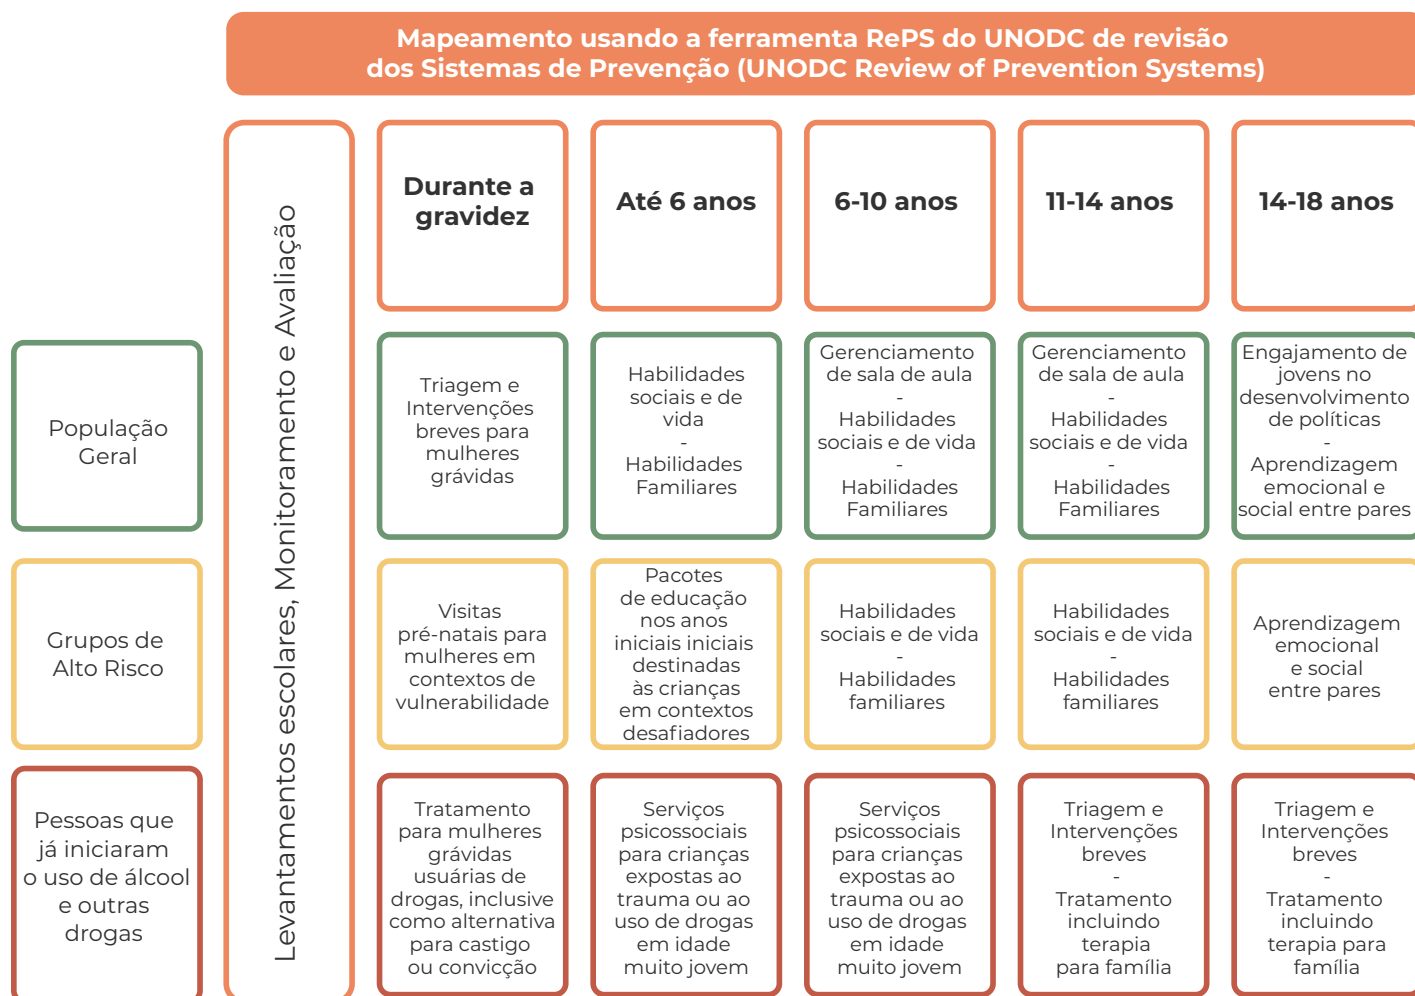 Mapeamento usando a ferramenta RePS do UNODC de revisão
dos Sistemas de Prevenção (UNODC Review of Prevention Systems)
Levantamentos escolares, Monitoramento e Avaliação
Durante a
gravidez
Até 6 anos
6-10 anos
11-14 anos
14-18 anos
População
Geral
Triagem e
Intervenções
breves para
mulheres
grávidas
Habilidades
sociais e de
vida
-
Habilidades
Familiares
Gerenciamento
de sala de aula
-
Habilidades
sociais e de vida
-
Habilidades
Familiares
Gerenciamento
de sala de aula
-
Habilidades
sociais e de vida
-
Habilidades
Familiares
Engajamento de
jovens no
desenvolvimento
de políticas
-
Aprendizagem
emocional e
social entre pares
Grupos de
Alto Risco
Visitas
pré-natais para
mulheres em
contextos de
vulnerabilidade
Pacotes
de educação
nos anos
iniciais iniciais
destinadas
às crianças
em contextos
desafiadores
Habilidades
sociais e de vida
-
Habilidades
familiares
Habilidades
sociais e de vida
-
Habilidades
familiares
Aprendizagem
emocional
e social
entre pares
Pessoas que
já iniciaram
o uso de álcool
e outras
drogas
Tratamento
para mulheres
grávidas
usuárias de
drogas, inclusive
como alternativa
para castigo
ou convicção
Serviços
psicossociais
para crianças
expostas ao
trauma ou ao
uso de drogas
em idade
muito jovem
Serviços
psicossociais
para crianças
expostas ao
trauma ou ao
uso de drogas
em idade
muito jovem
Triagem e
Intervenções
breves
-
Tratamento
incluindo
terapia
para família
Triagem e
Intervenções
breves
-
Tratamento
incluindo
terapia para
família